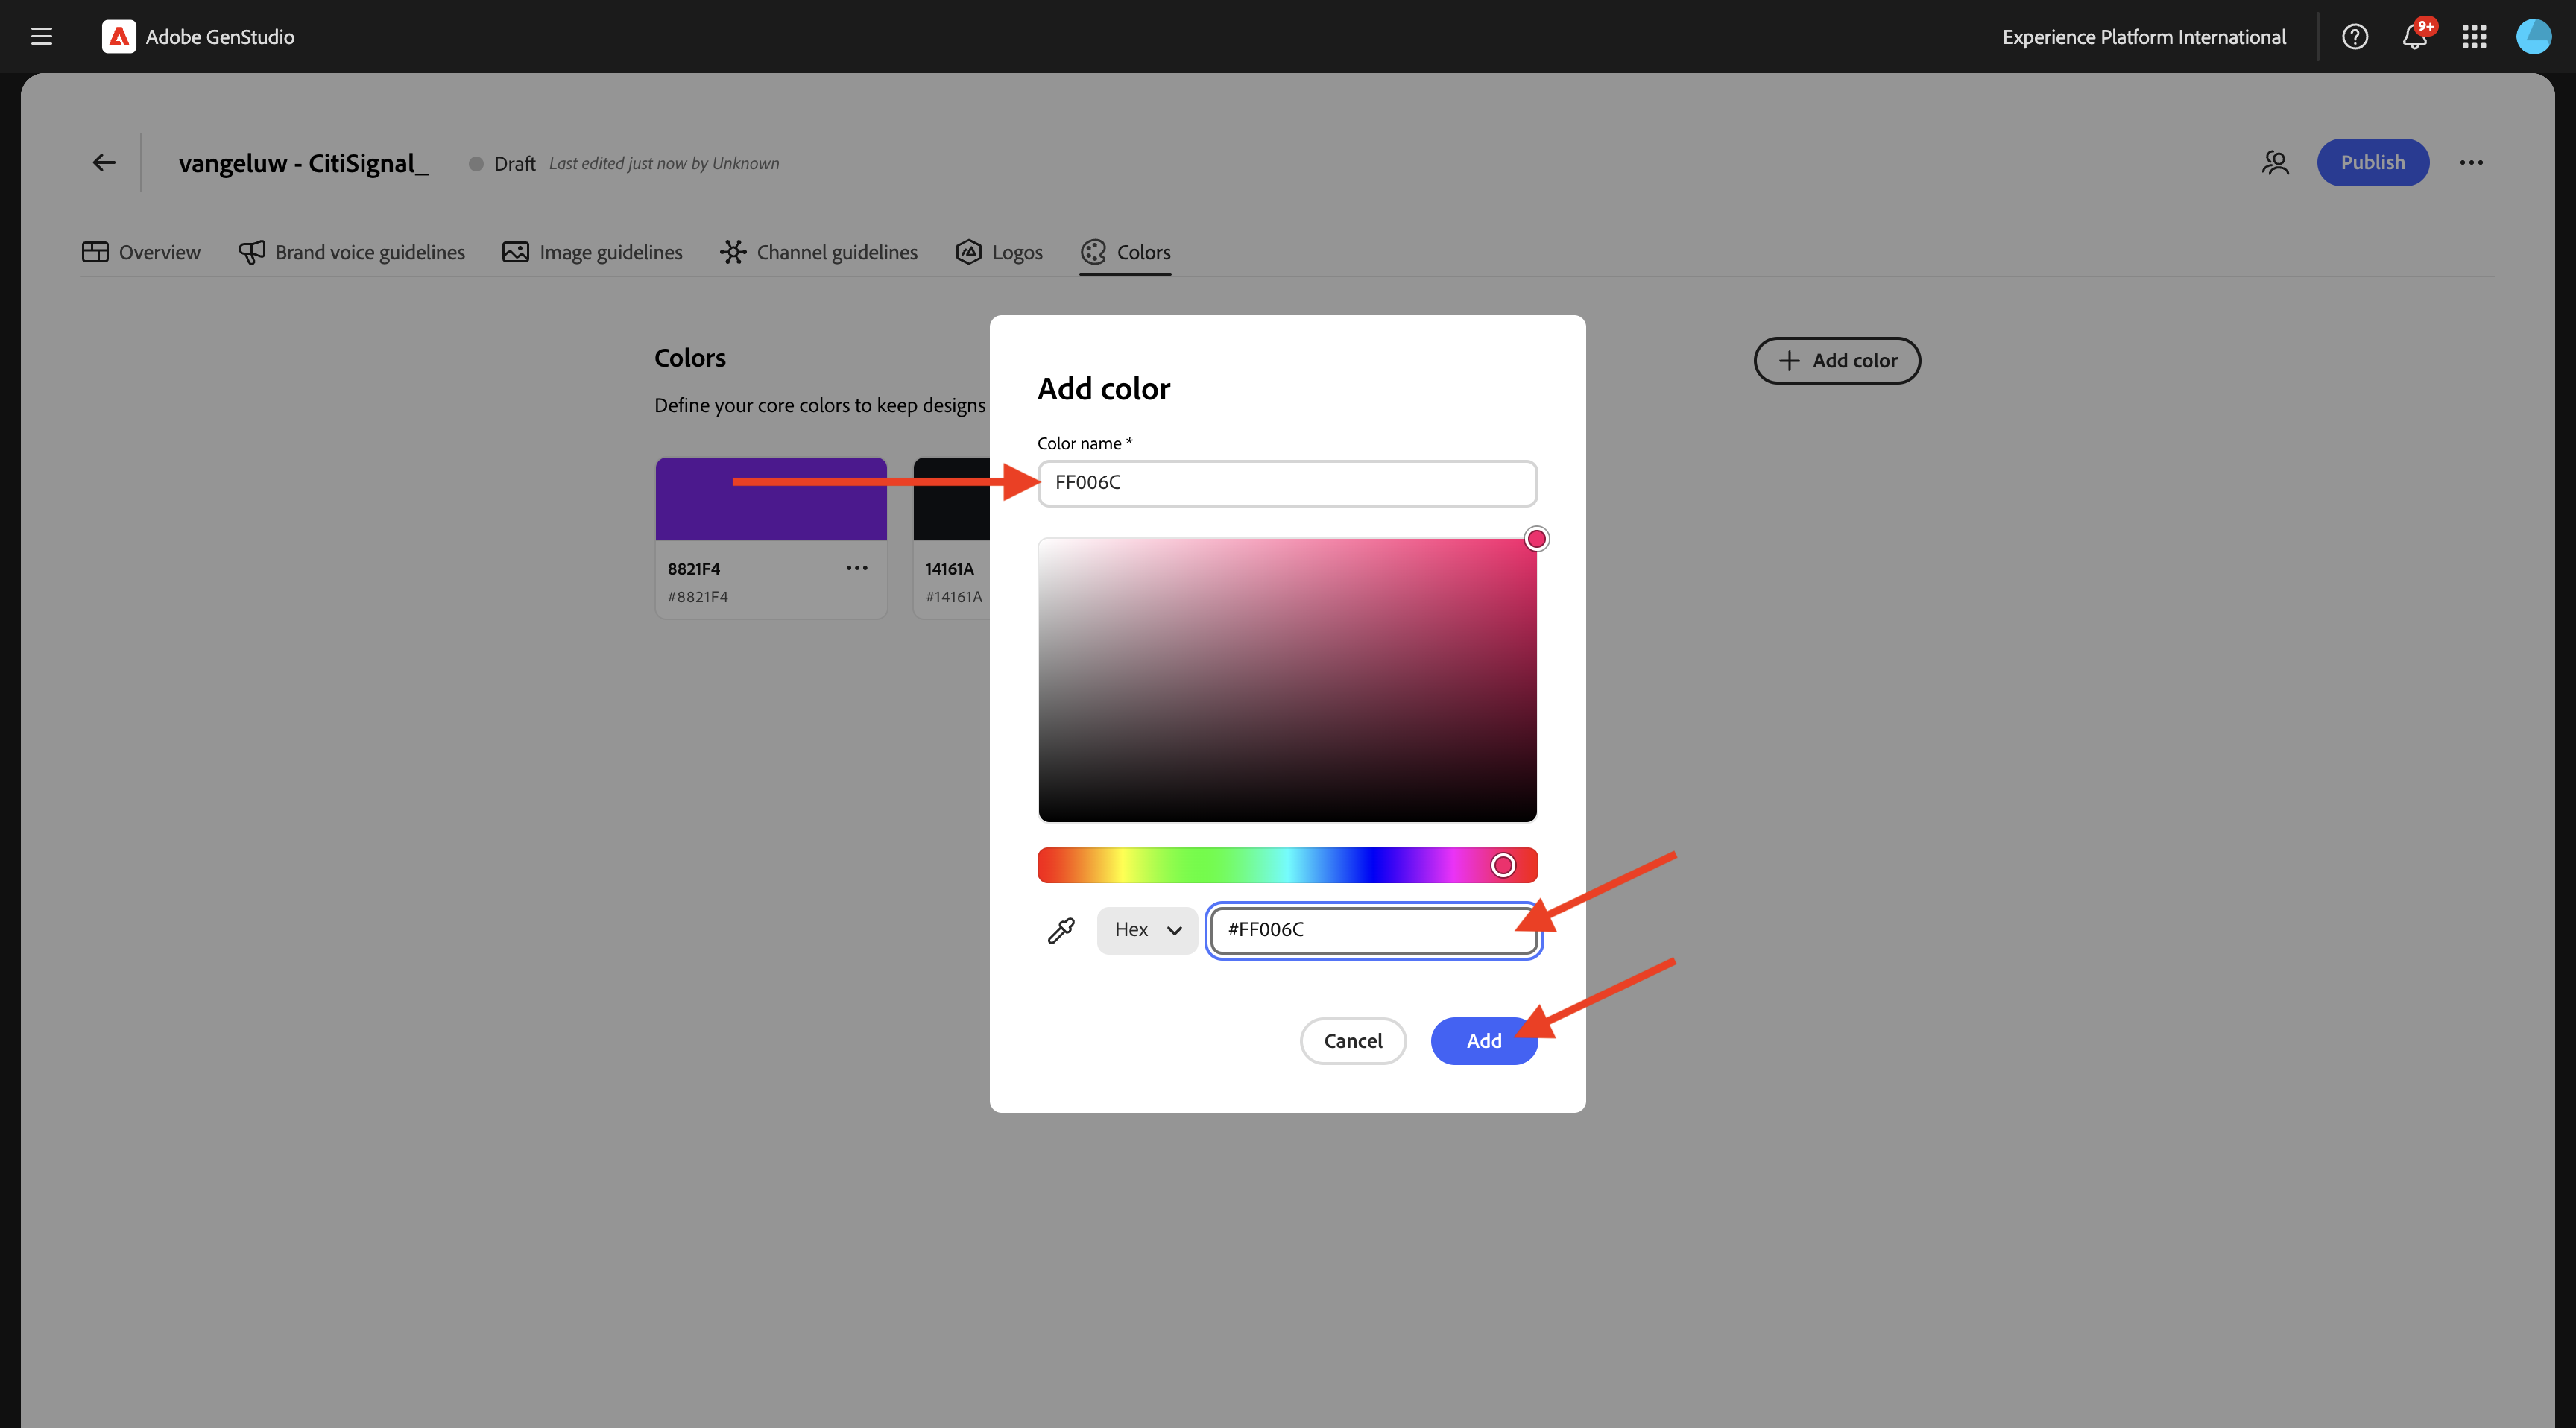 Adobe GenStudio
Experience Platform International
9+
vangeluw - CitiSignal_
Draft
Last edited just now by Unknown
Publish
Overview
Brand voice guidelines
Image guidelines
Channel guidelines
Logos
Colors
Colors
Add color
Define your core colors to keep designs
8821F4
#8821F4
14161A
#14161A
Add color
Color name *
FF006C
Hex
#FF006C
Cancel
Add